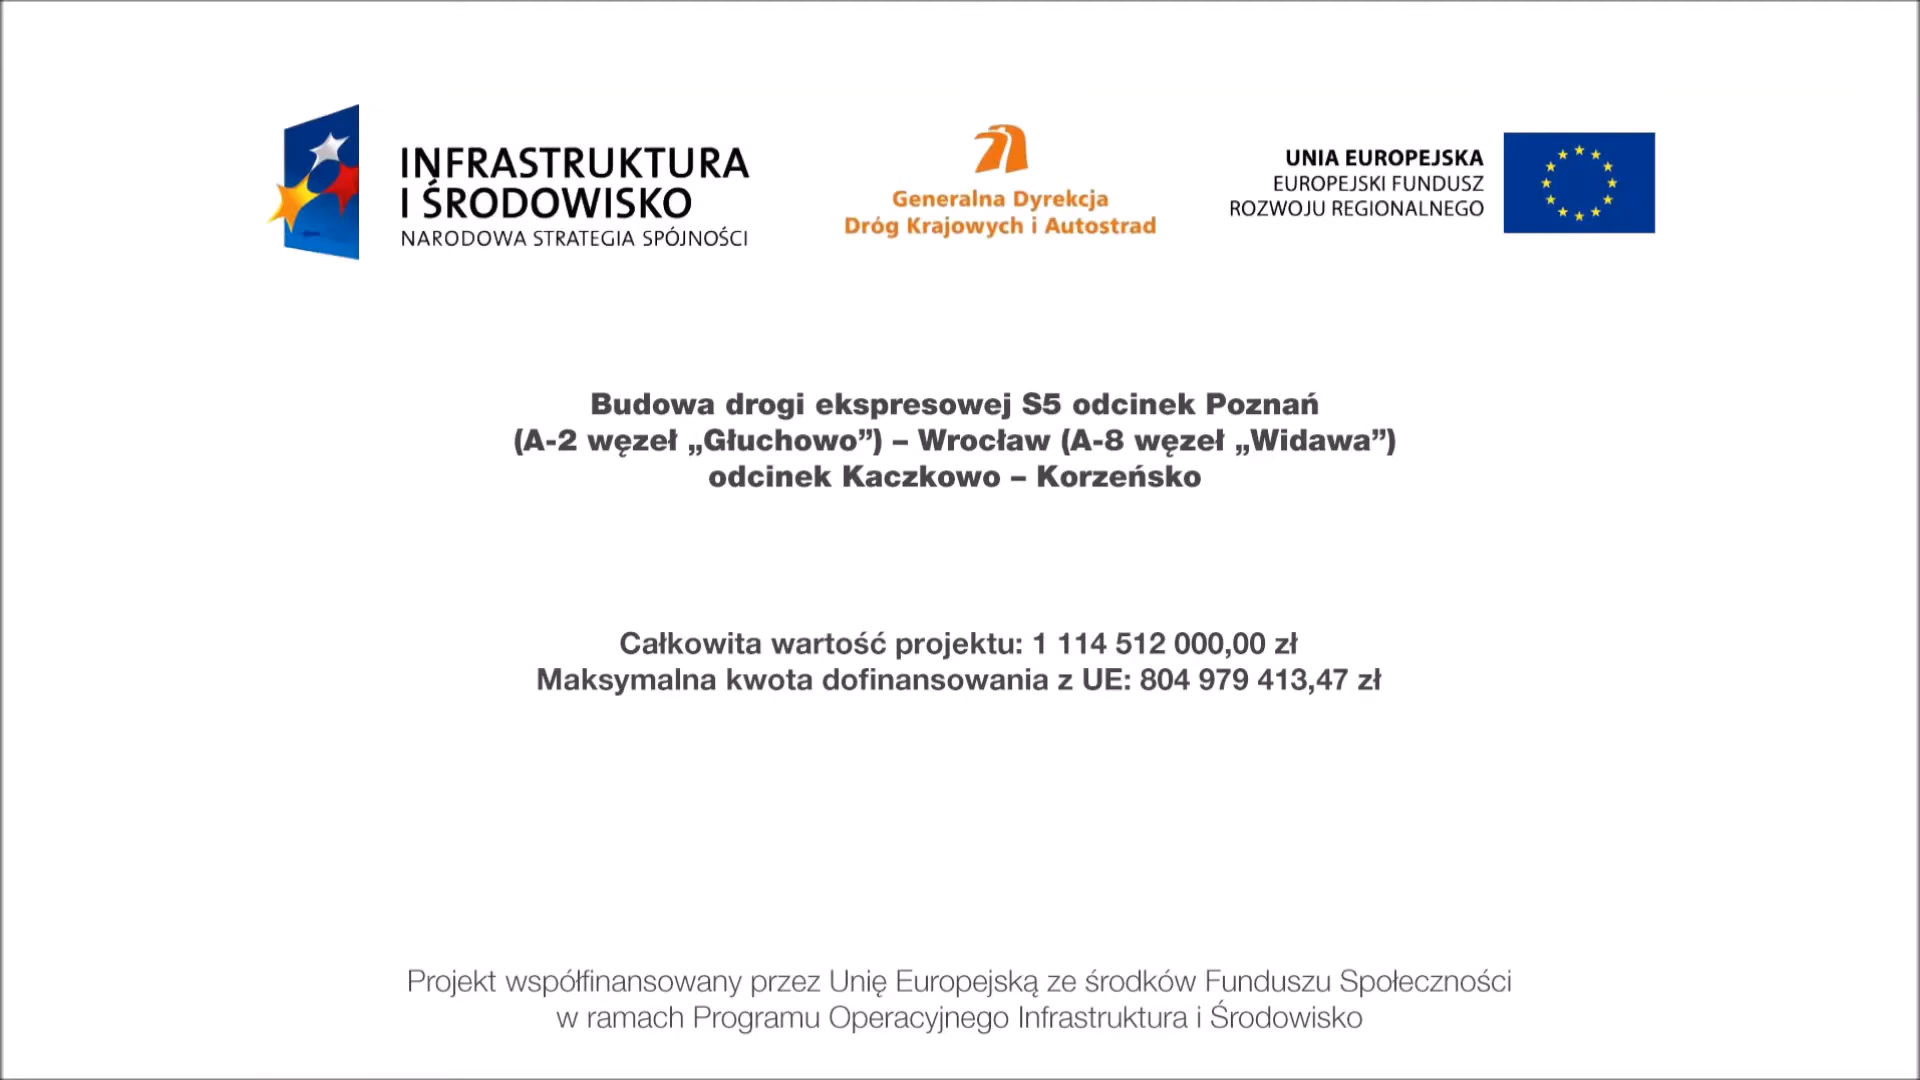 INFRASTRUKTURA
I ŚRODOWISKO
NARODOWA STRATEGIA SPÓJNOŚCI
Generalna Dyrekcja
Dróg Krajowych i Autostrad
UNIA EUROPEJSKA
EUROPEJSKI FUNDUSZ
ROZWOJU REGIONALNEGO
Budowa drogi ekspresowej S5 odcinek Poznań
(A-2 węzeł „Głuchowo”) – Wrocław (A-8 węzeł „Widawa”)
odcinek Kaczkowo – Korzeńsko
Całkowita wartość projektu: 1 114 512 000,00 zł
Maksymalna kwota dofinansowania z UE: 804 979 413,47 zł
Projekt współfinansowany przez Unię Europejską ze środków Funduszu Społeczności
w ramach Programu Operacyjnego Infrastruktura i Środowisko